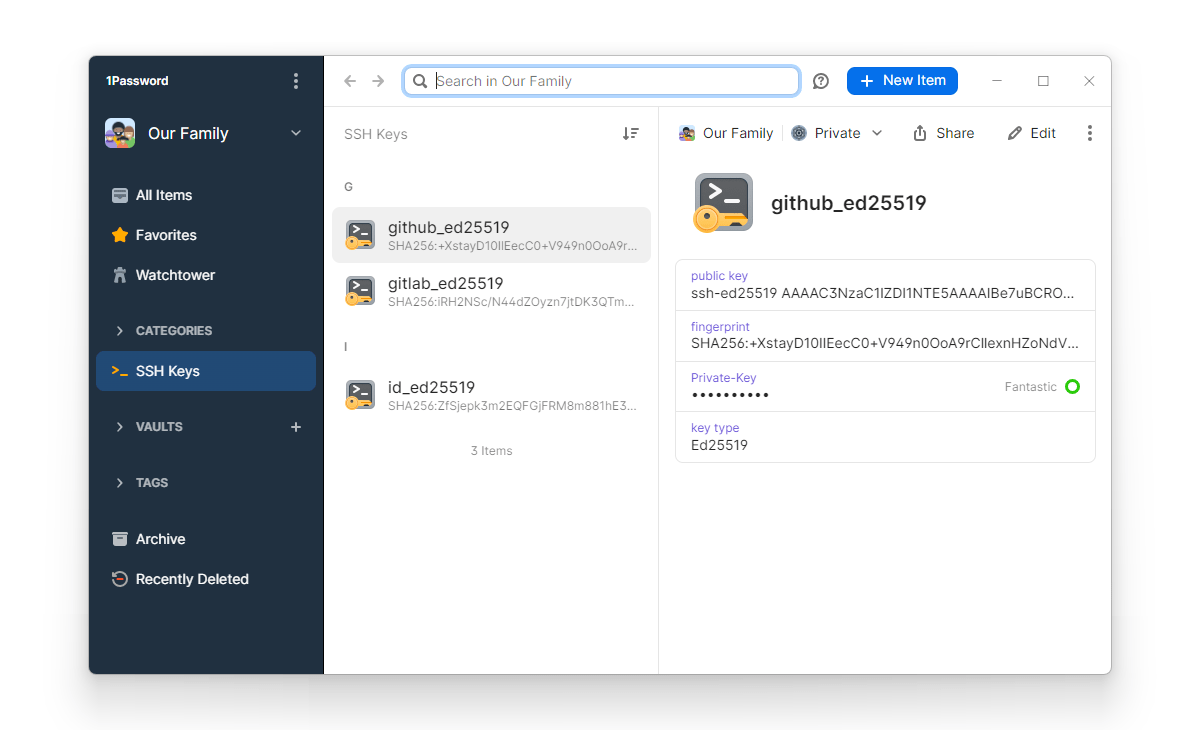 1Password
Our Family
All Items
Favorites
Watchtower
CATEGORIES
SSH Keys
VAULTS
TAGS
Archive
Recently Deleted
Search in Our Family
New Item
SSH Keys
G
github_ed25519
SHA256:+XstayD10IlEecC0+V949n0OoA9r...
gitlab_ed25519
SHA256:iRH2NSc/N44dZOyzn7jtDK3QTm...
I
id_ed25519
SHA256:ZfSjepk3m2EQFGjFRM8m881hE3...
3 Items
Our Family
Private
Share
Edit
github_ed25519
public key
ssh-ed25519 AAAAC3NzaC1lZDI1NTE5AAAAIBe7uBCRO...
fingerprint
SHA256:+XstayD10IlEecC0+V949n0OoA9rCIlexnHZoNdV...
Private-Key
••••••••••
Fantastic
key type
Ed25519